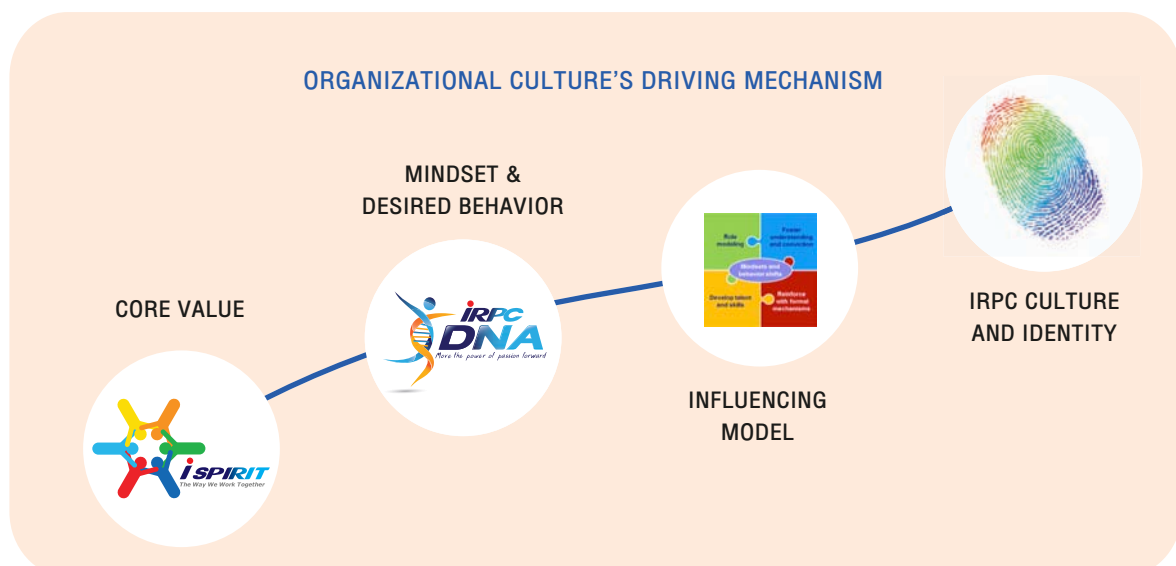 ORGANIZATIONAL CULTURE'S DRIVING MECHANISM
CORE VALUE
i SPIRIT
The Way We Work Together
MINDSET &
DESIRED BEHAVIOR
iRPC
DNA
More the power of passion forward
Role
modeling
Foster
understanding
and conviction
Mindsets and
behavior shifts
Develop talent
and skills
Reinforce
with formal
mechanisms
INFLUENCING
MODEL
IRPC CULTURE
AND IDENTITY